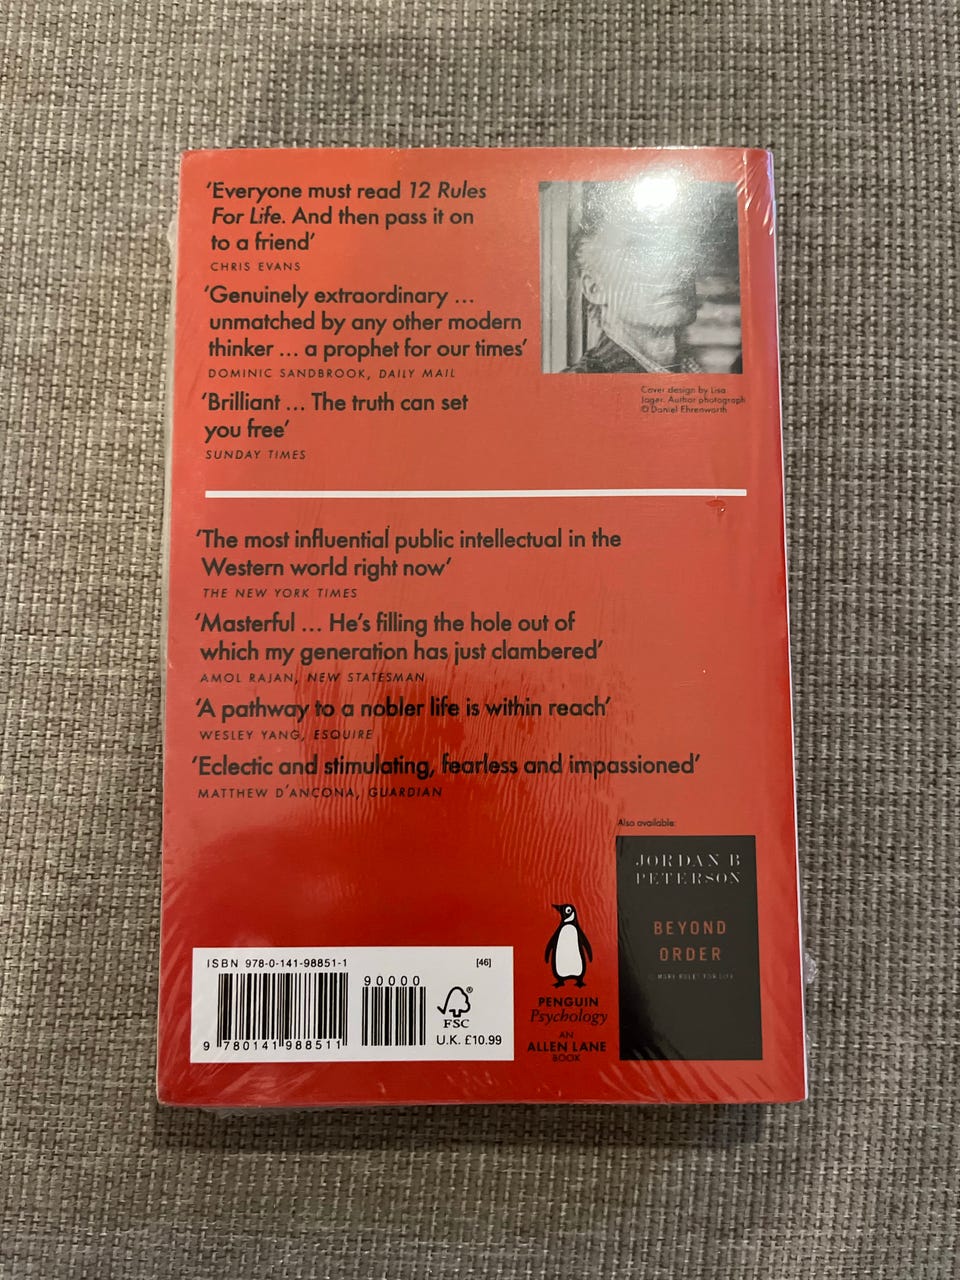 ‘Everyone must read 12 Rules
For Life. And then pass it on
to a friend’
CHRIS EVANS
‘Genuinely extraordinary ...
unmatched by any other modern
thinker ... a prophet for our times’
DOMINIC SANDBROOK, DAILY MAIL
‘Brilliant ... The truth can set
you free’
SUNDAY TIMES
Cover design by Lisa
Jager. Author photograph
© Daniel Ehrenworth
‘The most influential public intellectual in the
Western world right now’
THE NEW YORK TIMES
‘Masterful ... He’s filling the hole out of
which my generation has just clambered’
AMOL RAJAN, NEW STATESMAN
‘A pathway to a nobler life is within reach’
WESLEY YANG, ESQUIRE
‘Eclectic and stimulating, fearless and impassioned’
MATTHEW D’ANCONA, GUARDIAN
Also available:
JORDAN B
PETERSON
BEYOND
ORDER
MORE RULES FOR LIFE
ISBN 978-0-141-98851-1
[46]
90000
9 780141 988511
FSC
®
U.K. £10.99
PENGUIN
Psychology
AN
ALLEN LANE
BOOK